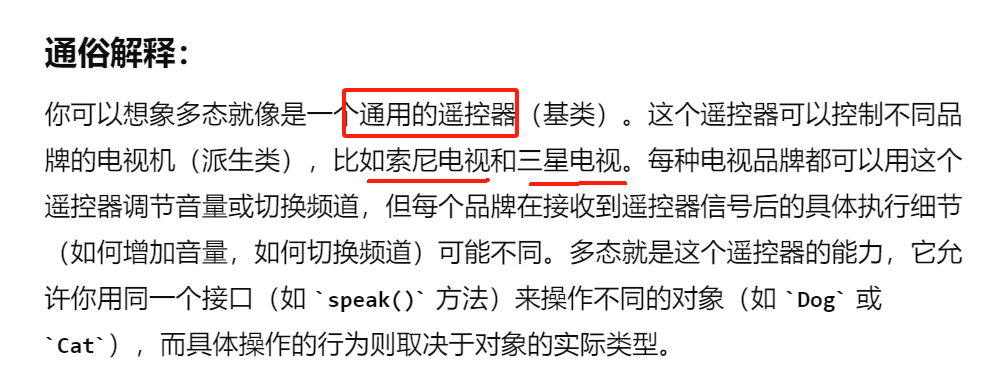 通俗解释：
你可以想象多态就像是一个通用的遥控器（基类）。这个遥控器可以控制不同品
牌的电视机（派生类），比如索尼电视和三星电视。每种电视品牌都可以用这个
遥控器调节音量或切换频道，但每个品牌在接收到遥控器信号后的具体执行细节
（如何增加音量，如何切换频道）可能不同。多态就是这个遥控器的能力，它允
许你用同一个接口（如 `speak()` 方法）来操作不同的对象（如 `Dog` 或
`Cat`），而具体操作的行为则取决于对象的实际类型。